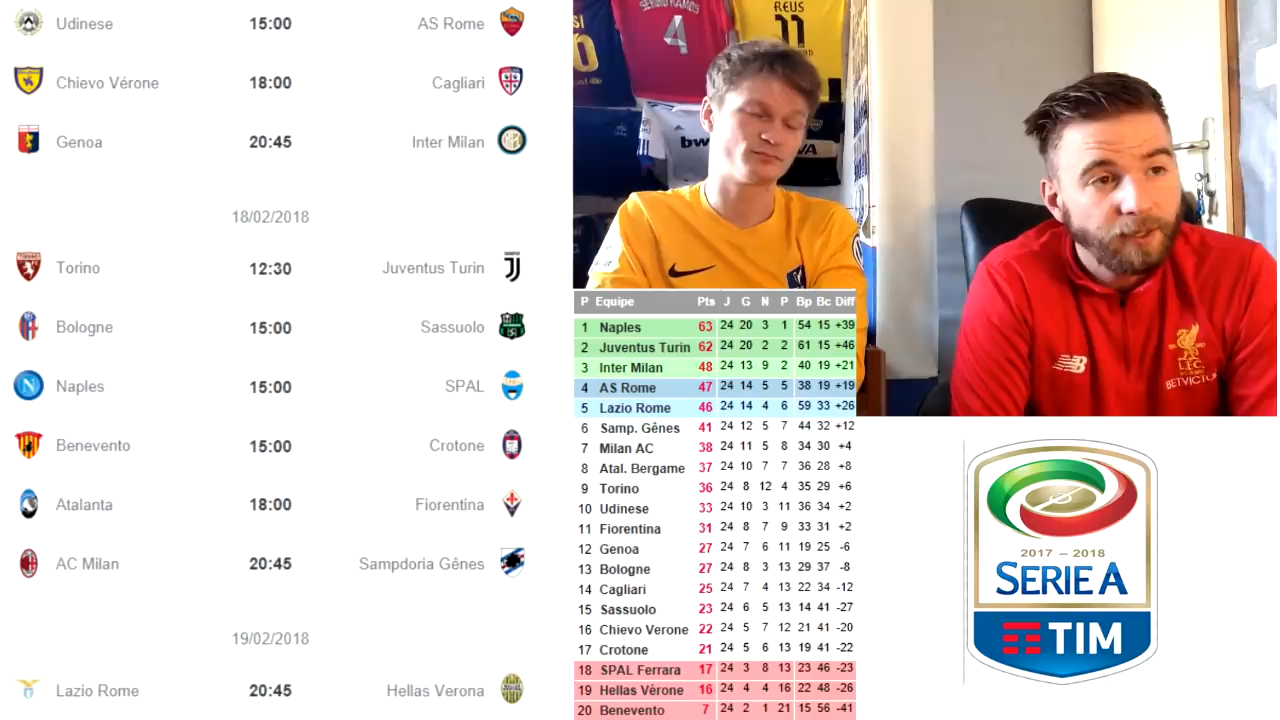 Udinese 15:00 AS Rome
Chievo Vérone 18:00 Cagliari
Genoa 20:45 Inter Milan
18/02/2018
Torino 12:30 Juventus Turin
Bologne 15:00 Sassuolo
Naples 15:00 SPAL
Benevento 15:00 Crotone
Atalanta 18:00 Fiorentina
AC Milan 20:45 Sampdoria Gênes
19/02/2018
Lazio Rome 20:45 Hellas Verona
SERGIO RAMOS
4
REUS
11
bw
VA
P Equipe Pts J G N P Bp Bc Diff
1 Naples 63 24 20 3 1 54 15 +39
2 Juventus Turin 62 24 20 2 2 61 15 +46
3 Inter Milan 48 24 13 9 2 40 19 +21
4 AS Rome 47 24 14 5 5 38 19 +19
5 Lazio Rome 46 24 14 4 6 59 33 +26
6 Samp. Gênes 41 24 12 5 7 44 32 +12
7 Milan AC 38 24 11 5 8 34 30 +4
8 Atal. Bergame 37 24 10 7 7 36 28 +8
9 Torino 36 24 8 12 4 35 29 +6
10 Udinese 33 24 10 3 11 36 34 +2
11 Fiorentina 31 24 8 7 9 33 31 +2
12 Genoa 27 24 7 6 11 19 25 -6
13 Bologne 27 24 8 3 13 29 37 -8
14 Cagliari 25 24 7 4 13 22 34 -12
15 Sassuolo 23 24 6 5 13 14 41 -27
16 Chievo Verone 22 24 5 7 12 21 41 -20
17 Crotone 21 24 5 6 13 19 41 -22
18 SPAL Ferrara 17 24 3 8 13 23 46 -23
19 Hellas Vérone 16 24 4 4 16 22 48 -26
20 Benevento 7 24 2 1 21 15 56 -41
L.F.C.
BETVICTO
2017 – 2018
SERIE A
TIM